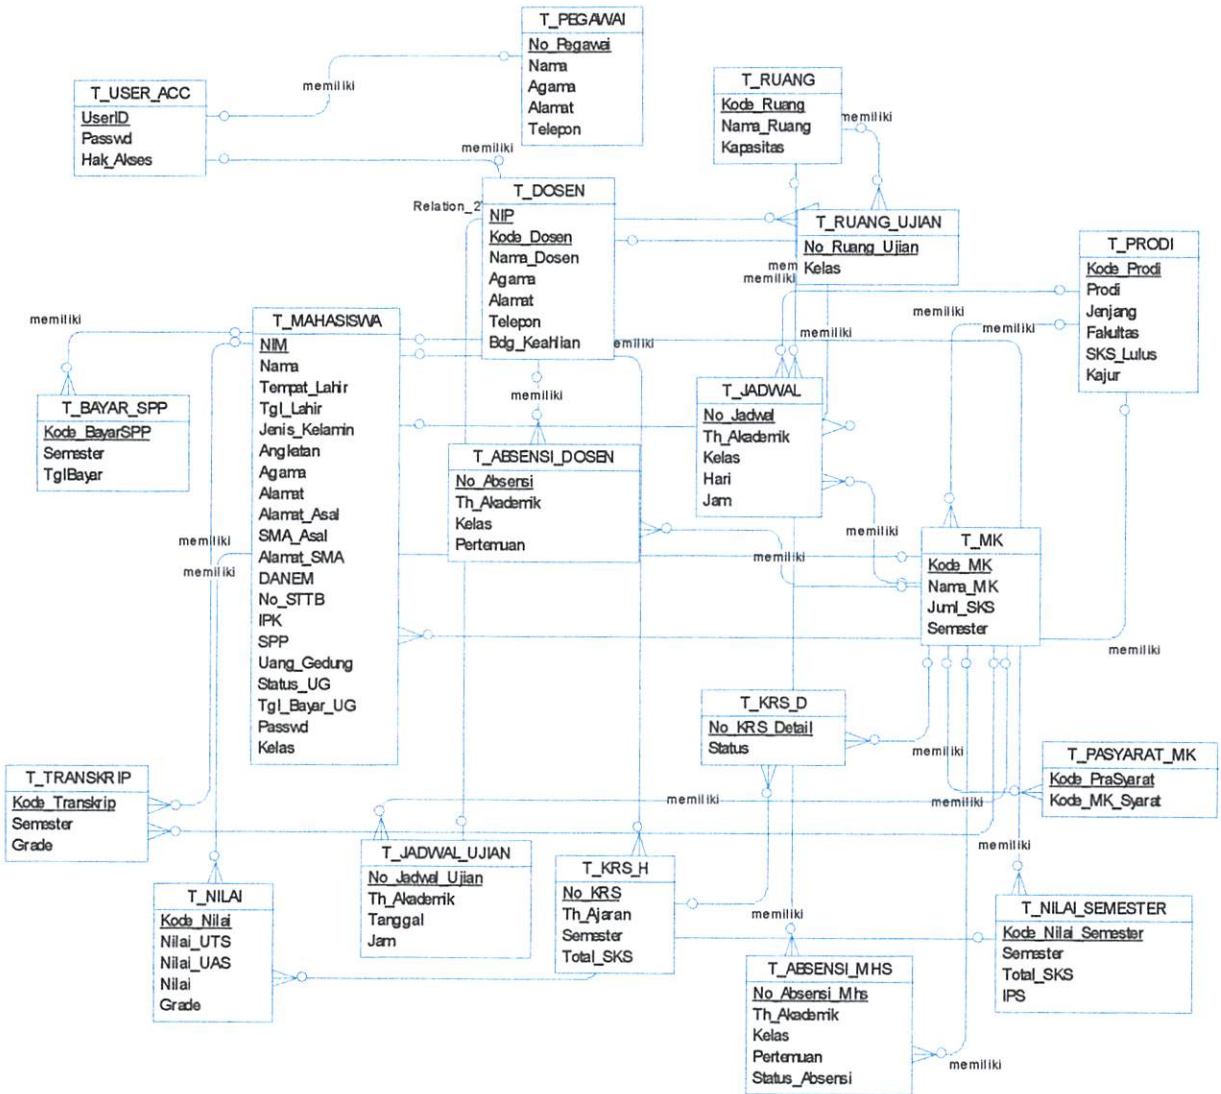 T_PEGAWAI
No_Pegawai
Nama
Agama
Alamat
Telepon
memiliki
T_USER_ACC
UserID
Passwd
Hak_Akses
memiliki
T_RUANG
Kode_Ruang
Nama_Ruang
Kapasitas
memiliki
T_DOSEN
NIP
Kode_Dosen
Nama_Dosen
Agama
Alamat
Telepon
Bdg_Keahlian
Relation_2
T_RUANG_UJIAN
No_Ruang_Ujian
Kelas
mem
memiliki
T_PRODI
Kode_Prodi
Prodi
Jenjang
Fakultas
SKS_Lulus
Kajur
memiliki
memiliki
memiliki
emiliki
memiliki
T_MAHASISWA
NIM
Nama
Tempat_Lahir
Tgl_Lahir
Jenis_Kelamin
Angkatan
Agama
Alamat
Alamat_Asal
SMA_Asal
Alamat_SMA
DANEM
No_STTB
IPK
SPP
Uang_Gedung
Status_UG
Tgl_Bayar_UG
Passwd
Kelas
T_BAYAR_SPP
Kode_BayarSPP
Semester
TglBayar
memiliki
T_ABSENSI_DOSEN
No_Absensi
Th_Akademik
Kelas
Pertemuan
T_JADWAL
No_Jadwal
Th_Akademik
Kelas
Hari
Jam
memiliki
memiliki
memiliki
memiliki
T_MK
Kode_MK
Nama_MK
Juml_SKS
Semester
memiliki
memiliki
T_KRS_D
No_KRS_Detail
Status
memiliki
T_PASYARAT_MK
Kode_PraSyarat
Kode_MK_Syarat
memiliki
memiliki
T_TRANSKRIP
Kode_Transkrip
Semester
Grade
T_JADWAL_UJIAN
No_Jadwal_Ujian
Th_Akademik
Tanggal
Jam
T_KRS_H
No_KRS
Th_Ajaran
Semester
Total_SKS
memiliki
T_NILAI
Kode_Nilai
Nilai_UTS
Nilai_UAS
Nilai
Grade
memiliki
T_NILAI_SEMESTER
Kode_Nilai_Semester
Semester
Total_SKS
IPS
T_ABSENSI_MHS
No_Absensi_Mhs
Th_Akademik
Kelas
Pertemuan
Status_Absensi
memiliki